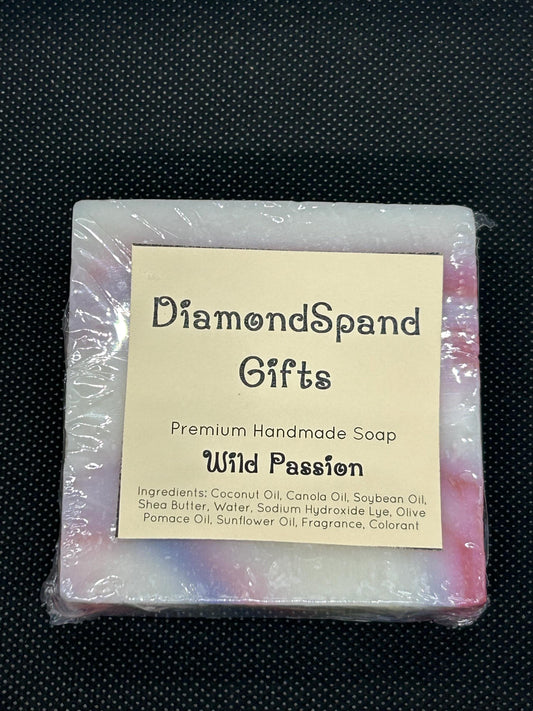 DiamondSpand
Gifts
Premium Handmade Soap
Wild Passion
Ingredients: Coconut Oil, Canola Oil, Soybean Oil,
Shea Butter, Water, Sodium Hydroxide Lye, Olive
Pomace Oil, Sunflower Oil, Fragrance, Colorant